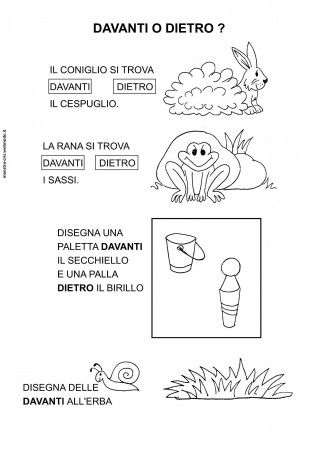 DAVANTI O DIETRO ?
IL CONIGLIO SI TROVA
DAVANTI DIETRO
IL CESPUGLIO.
LA RANA SI TROVA
DAVANTI DIETRO
I SASSI.
DISEGNA UNA
PALETTA DAVANTI
IL SECCHIELLO
E UNA PALLA
DIETRO IL BIRILLO
DISEGNA DELLE
DAVANTI ALL'ERBA